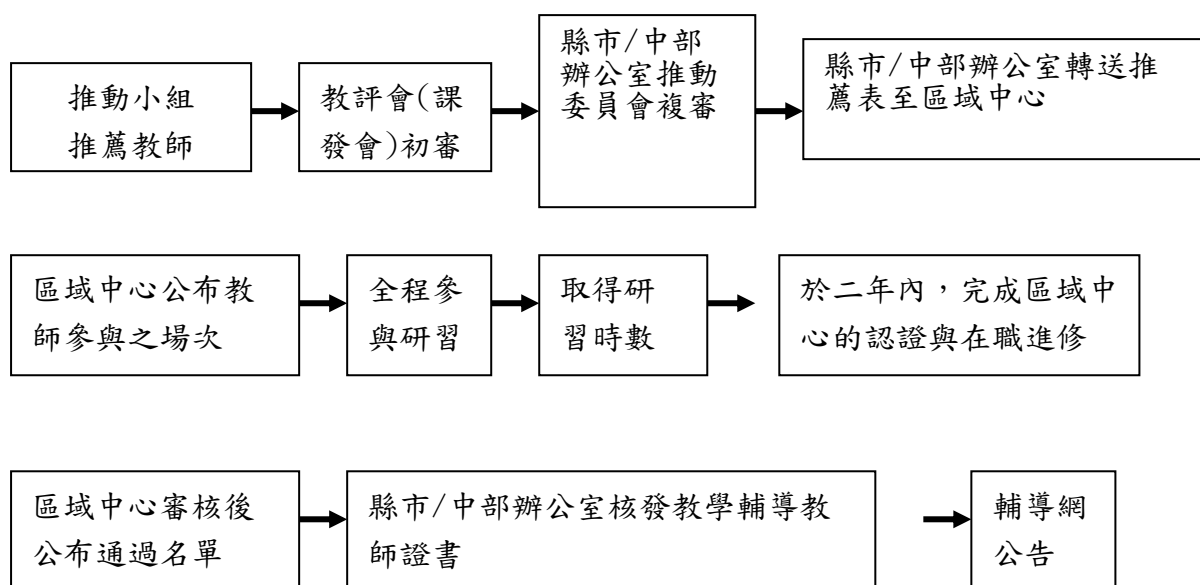 推動小組
推薦教師
教評會(課
發會)初審
縣市/中部
辦公室推動
委員會複審
縣市/中部辦公室轉送推
薦表至區域中心
區域中心公布教
師參與之場次
全程參
與研習
取得研
習時數
於二年內，完成區域中
心的認證與在職進修
區域中心審核後
公布通過名單
縣市/中部辦公室核發教學輔導教
師證書
輔導網
公告